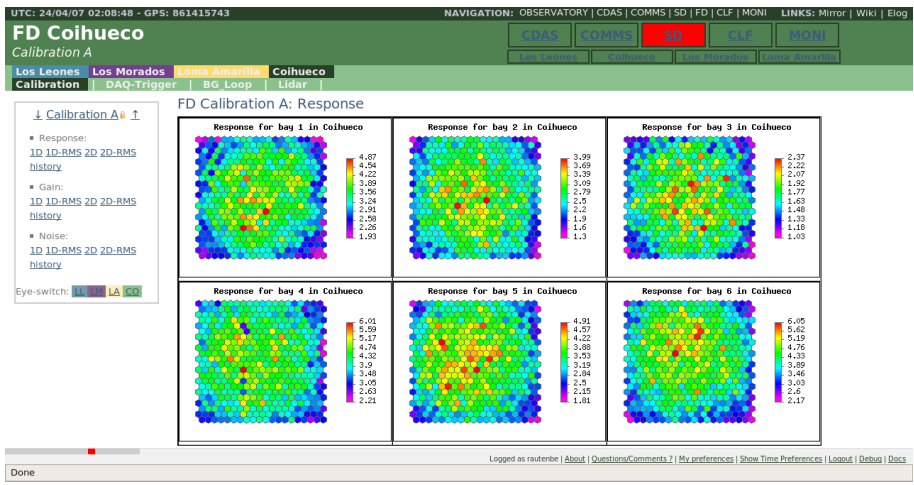 UTC: 24/04/07 02:08:48 - GPS: 861415743 NAVIGATION: OBSERVATORY | CDAS | COMMS | SD | FD | CLF | MONI LINKS: Mirror | Wiki | Elog
FD Coihueco CDAS COMMS SD CLF MONI
Calibration A
Los Leones Coihueco Los Morados Loma Amarilla
Los Leones Los Morados Loma Amarilla Coihueco
Calibration | DAQ-Trigger | BG_Loop | Lidar |
↓ Calibration A ↑
Response:
1D 1D-RMS 2D 2D-RMS
history
Gain:
1D 1D-RMS 2D 2D-RMS
history
Noise:
1D 1D-RMS 2D 2D-RMS
history
Eye-switch: LL LM LA CO
FD Calibration A: Response
Response for bay 1 in Coihueco
4.87
4.54
4.22
3.89
3.56
3.24
2.91
2.58
2.26
1.93
Response for bay 2 in Coihueco
3.99
3.69
3.39
3.09
2.79
2.5
2.2
1.9
1.6
1.3
Response for bay 3 in Coihueco
2.37
2.22
2.07
1.92
1.77
1.63
1.48
1.33
1.18
1.03
Response for bay 4 in Coihueco
6.01
5.59
5.17
4.74
4.32
3.9
3.48
3.05
2.63
2.21
Response for bay 5 in Coihueco
4.91
4.57
4.22
3.88
3.53
3.19
2.84
2.5
2.15
1.81
Response for bay 6 in Coihueco
6.05
5.62
5.19
4.76
4.33
3.89
3.46
3.03
2.6
2.17
Logged as rautenbe | About | Questions/Comments ? | My preferences | Show Time Preferences | Logout | Debug | Docs
Done